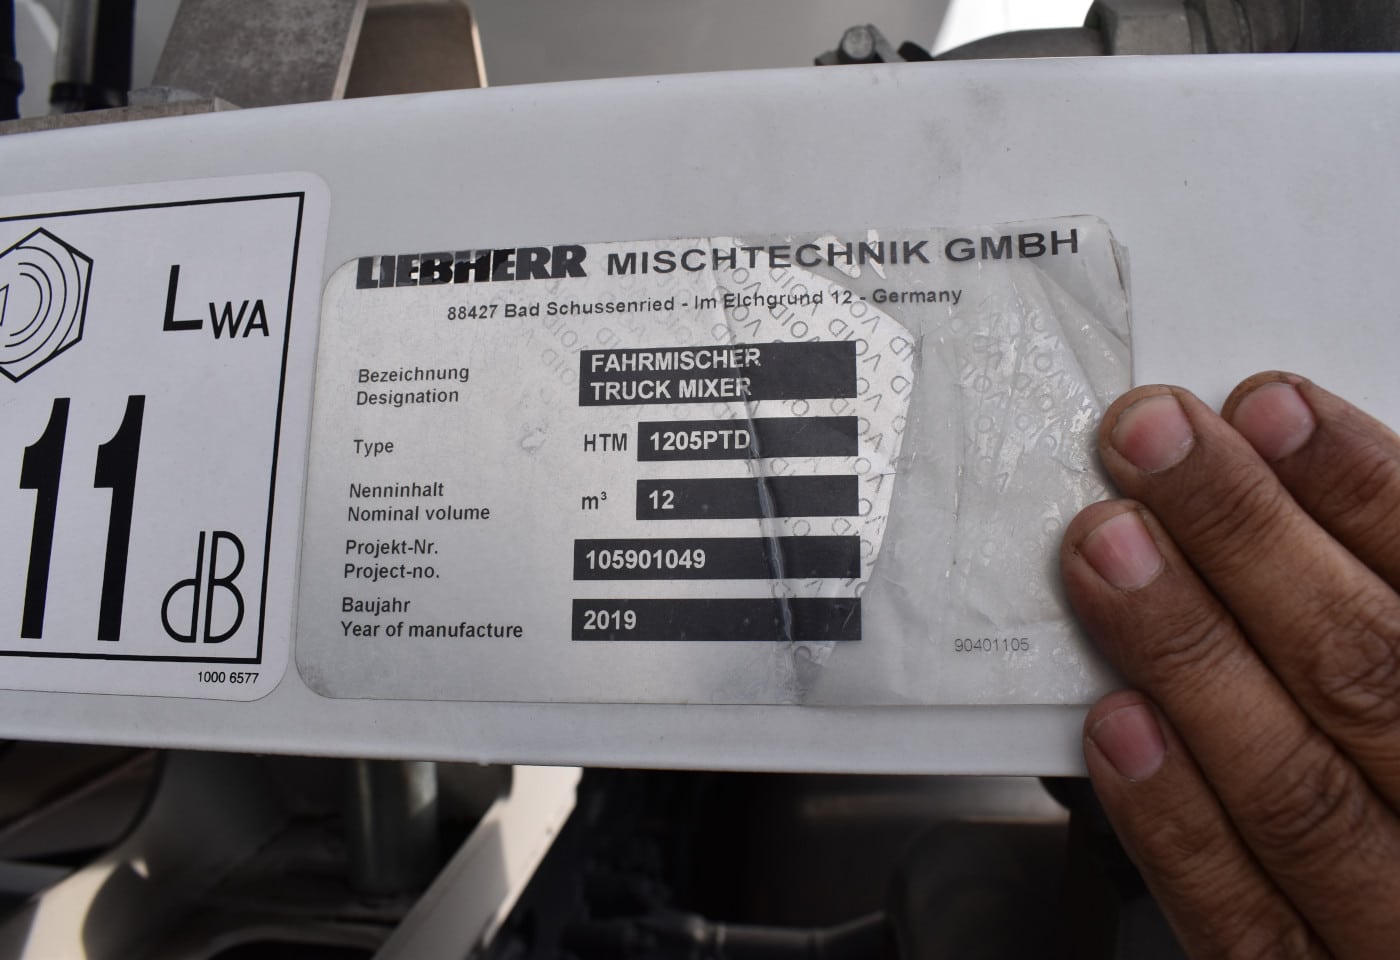 LWA
11
dB
1000 6577
LIEBHERR MISCHTECHNIK GMBH
88427 Bad Schussenried - Im Elchgrund 12 - Germany
Bezeichnung
Designation
FAHRMISCHER
TRUCK MIXER
Type
HTM 1205PTD
Nenninhalt
Nominal volume
m³ 12
Projekt-Nr.
Project-no.
105901049
Baujahr
Year of manufacture
2019
90401105
VOID